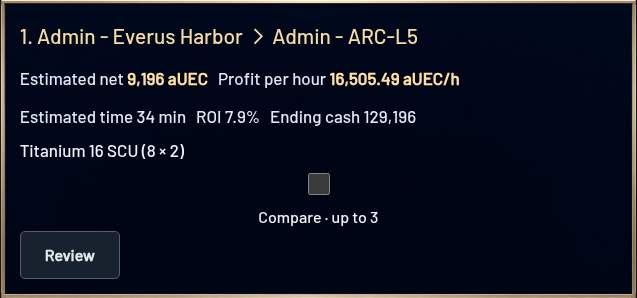 1. Admin - Everus Harbor > Admin - ARC-L5
Estimated net 9,196 aUEC Profit per hour 16,505.49 aUEC/h
Estimated time 34 min ROI 7.9% Ending cash 129,196
Titanium 16 SCU (8 × 2)
Compare · up to 3
Review